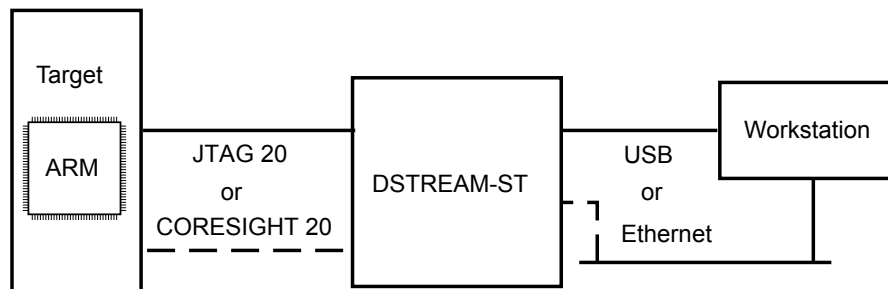 Target
ARM
JTAG 20
or
CORESIGHT 20
DSTREAM-ST
USB
or
Ethernet
Workstation